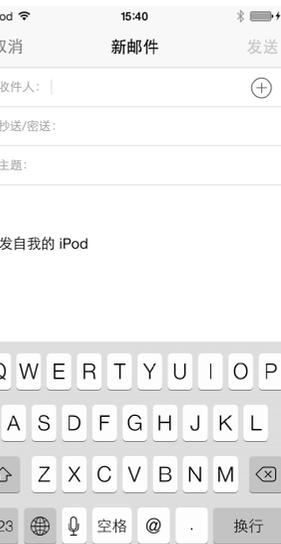 od 15:40
取消 新邮件 发送
收件人:
抄送/密送:
主题:
发自我的 iPod
Q W E R T Y U I O P
A S D F G H J K L
Z X C V B N M
23 空格 @ . 换行